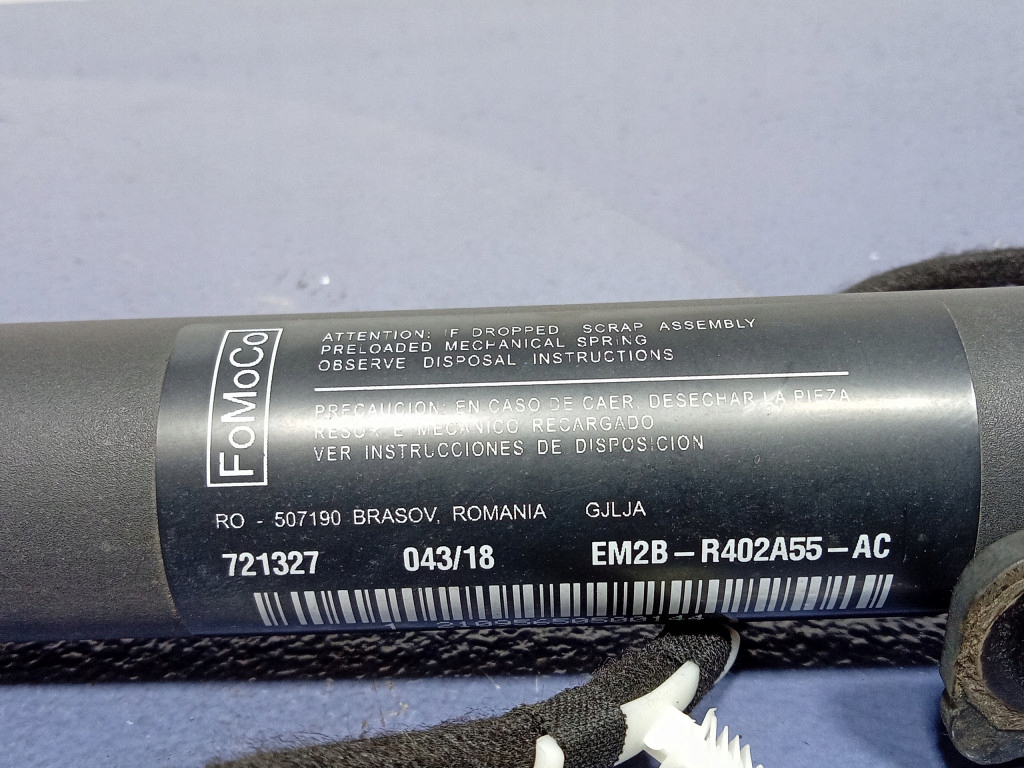 FoMoCo
ATTENTION: IF DROPPED SCRAP ASSEMBLY
PRELOADED MECHANICAL SPRING
OBSERVE DISPOSAL INSTRUCTIONS
PRECAUCION: EN CASO DE CAER, DESECHAR LA PIEZA
MECANICO RECARGADO
VER INSTRUCCIONES DE DISPOSICION
RO - 507190 BRASOV, ROMANIA GJLJA
721327 043/18 EM2B-R402A55-AC